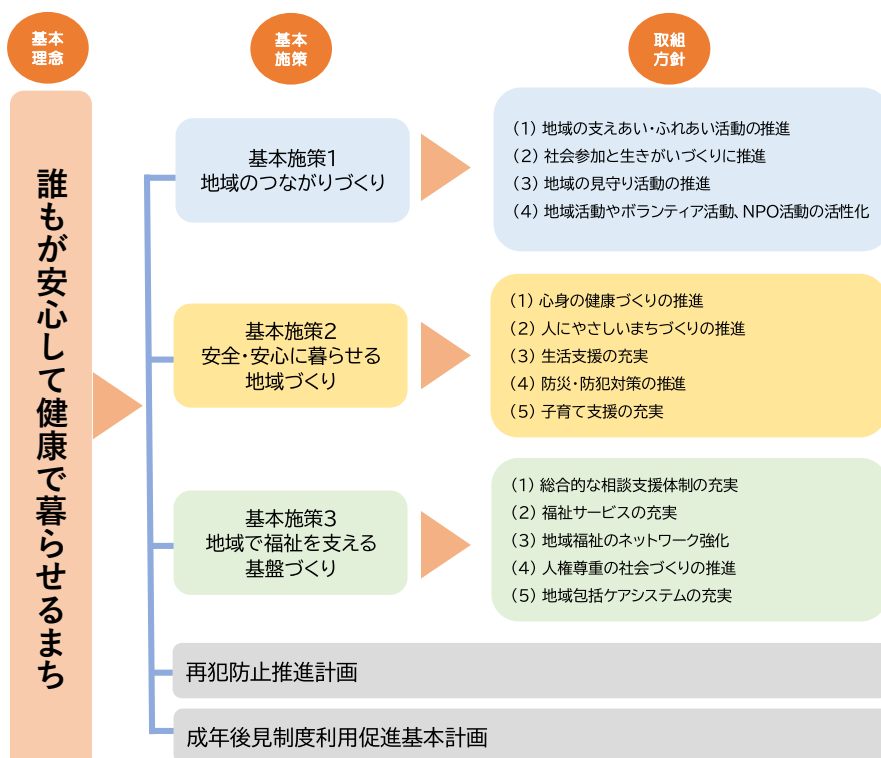 基本
理念
基本
施策
取組
方針
誰もが安心して健康で暮らせるまち
基本施策1
地域のつながりづくり
(1) 地域の支えあい・ふれあい活動の推進
(2) 社会参加と生きがいづくりに推進
(3) 地域の見守り活動の推進
(4) 地域活動やボランティア活動、NPO活動の活性化
基本施策2
安全・安心に暮らせる
地域づくり
(1) 心身の健康づくりの推進
(2) 人にやさしいまちづくりの推進
(3) 生活支援の充実
(4) 防災・防犯対策の推進
(5) 子育て支援の充実
基本施策3
地域で福祉を支える
基盤づくり
(1) 総合的な相談支援体制の充実
(2) 福祉サービスの充実
(3) 地域福祉のネットワーク強化
(4) 人権尊重の社会づくりの推進
(5) 地域包括ケアシステムの充実
再犯防止推進計画
成年後見制度利用促進基本計画